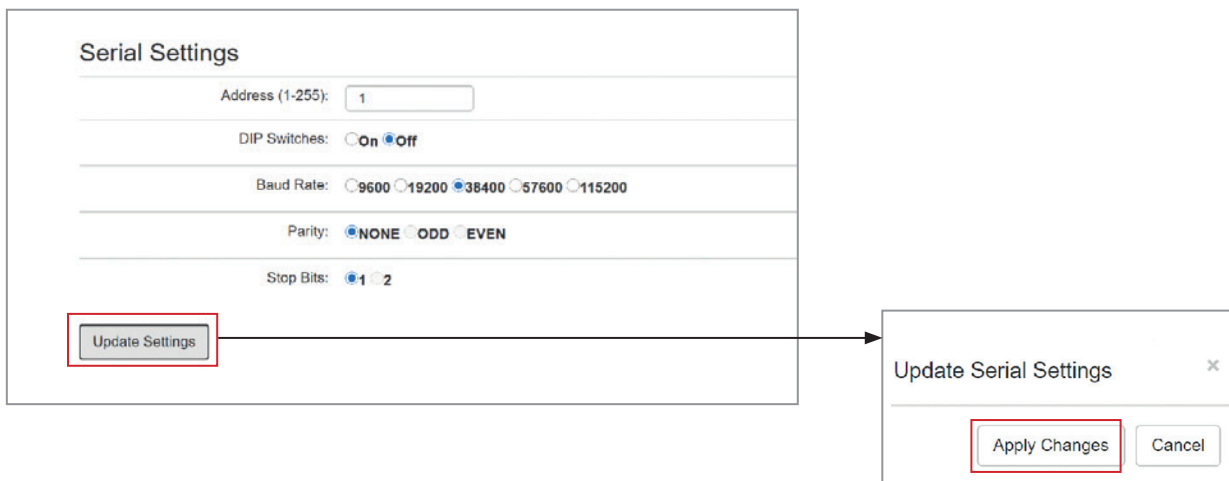 Serial Settings
Address (1-255): 1
DIP Switches: On Off
Baud Rate: 9600 19200 38400 57600 115200
Parity: NONE ODD EVEN
Stop Bits: 1 2
Update Settings
Update Serial Settings ×
Apply Changes Cancel